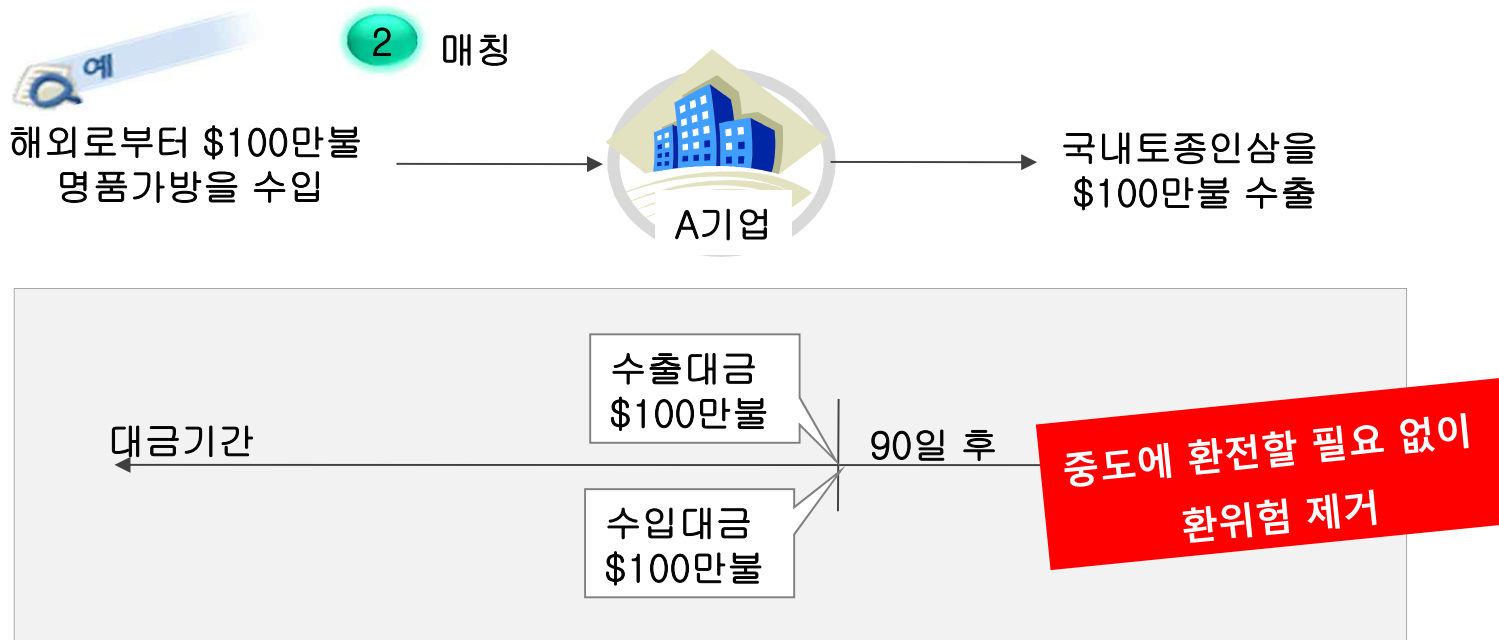 예
2 매칭
해외로부터 $100만불
명품가방을 수입
A기업
국내토종인삼을
$100만불 수출
수출대금
$100만불
대금기간
90일 후
수입대금
$100만불
중도에 환전할 필요 없이
환위험 제거